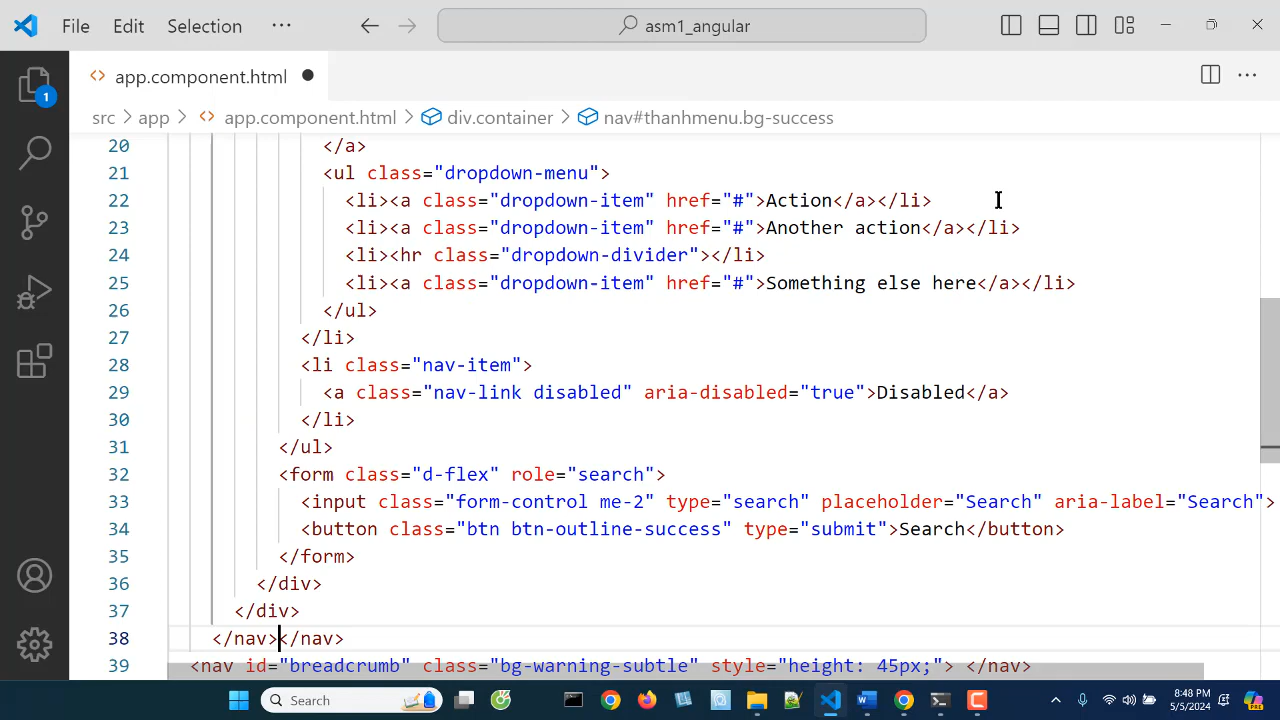 File Edit Selection ··· asm1_angular
1
app.component.html
src > app > app.component.html > div.container > nav#thanhmenu.bg-success
20 </a>
21 <ul class="dropdown-menu">
22 <li><a class="dropdown-item" href="#">Action</a></li>
23 <li><a class="dropdown-item" href="#">Another action</a></li>
24 <li><hr class="dropdown-divider"></li>
25 <li><a class="dropdown-item" href="#">Something else here</a></li>
26 </ul>
27 </li>
28 <li class="nav-item">
29 <a class="nav-link disabled" aria-disabled="true">Disabled</a>
30 </li>
31 </ul>
32 <form class="d-flex" role="search">
33 <input class="form-control me-2" type="search" placeholder="Search" aria-label="Search">
34 <button class="btn btn-outline-success" type="submit">Search</button>
35 </form>
36 </div>
37 </div>
38 </nav></nav>
39 <nav id="breadcrumb" class="bg-warning-subtle" style="height: 45px;"> </nav>
Search
8:48 PM
5/5/2024